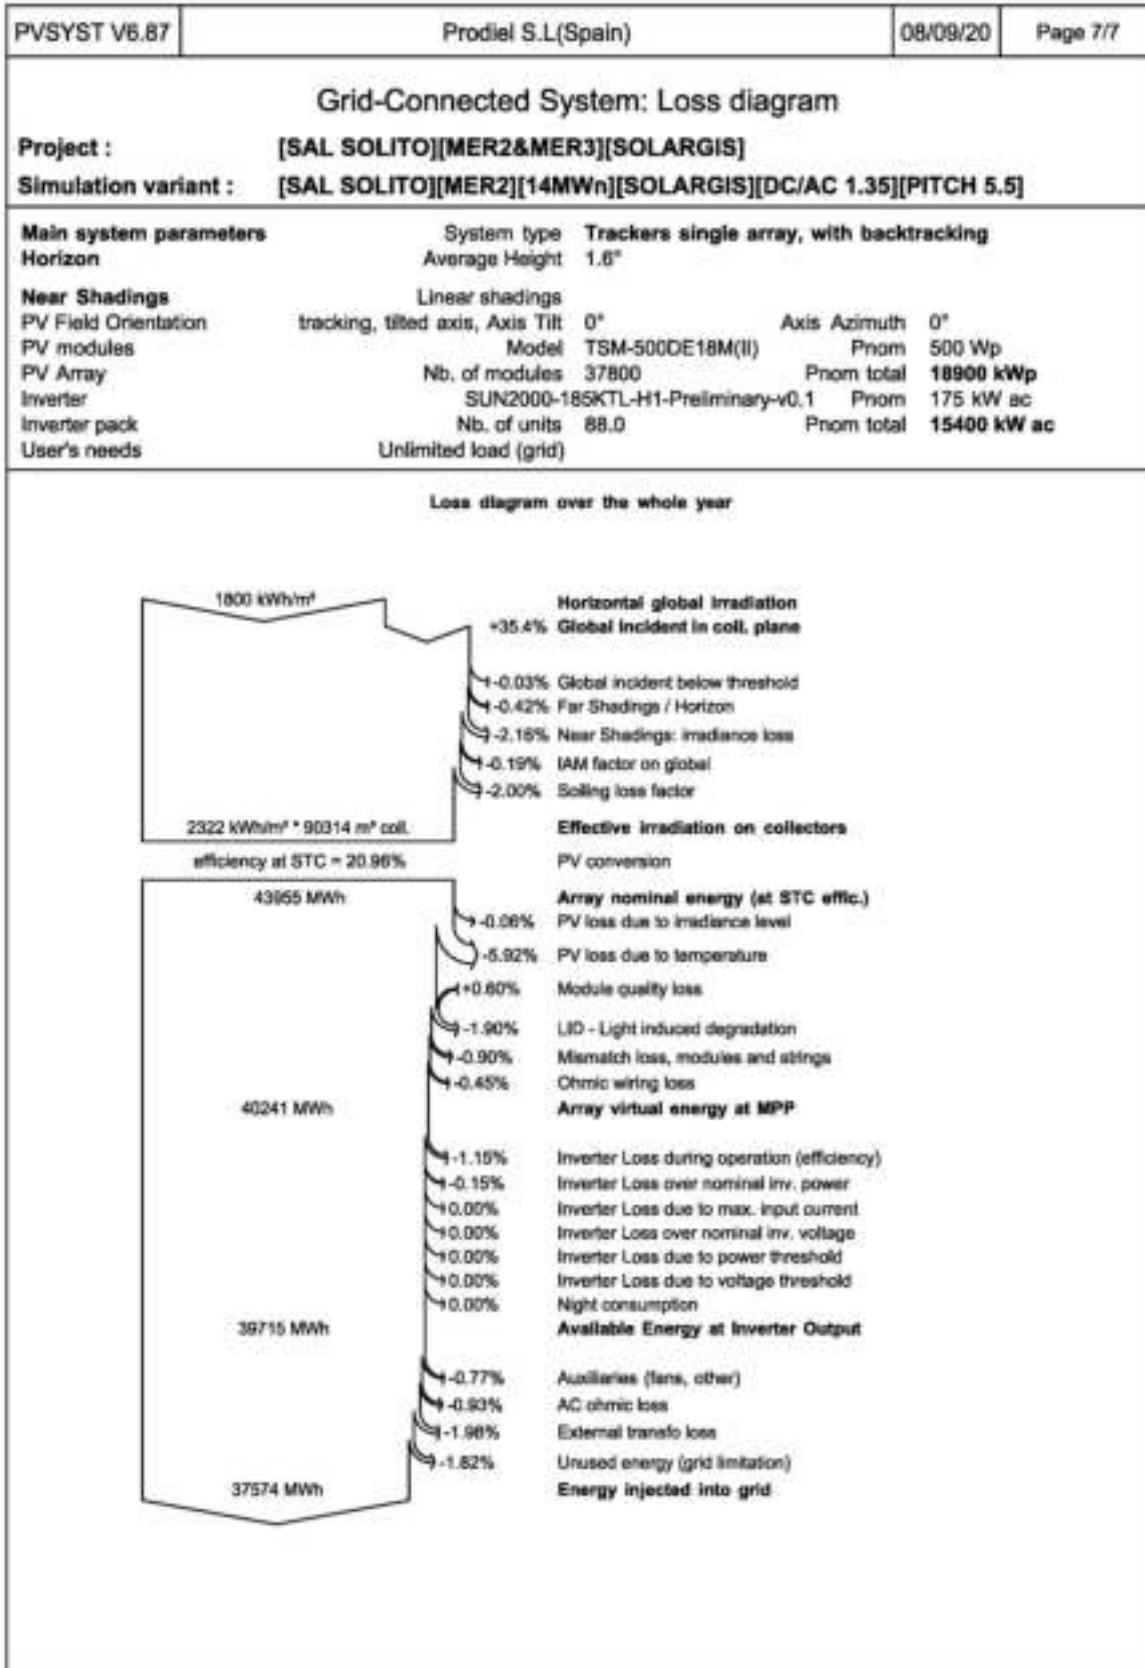 PVSYST V6.87 Prodiel S.L(Spain) 08/09/20 Page 7/7
Grid-Connected System: Loss diagram
Project : [SAL SOLITO][MER2&MER3][SOLARGIS]
Simulation variant : [SAL SOLITO][MER2][14MWn][SOLARGIS][DC/AC 1.35][PITCH 5.5]
Main system parameters System type Trackers single array, with backtracking
Horizon Average Height 1.6°
Near Shadings Linear shadings
PV Field Orientation tracking, tilted axis, Axis Tilt 0° Axis Azimuth 0°
PV modules Model TSM-500DE18M(II) Pnom 500 Wp
PV Array Nb. of modules 37800 Pnom total 18900 kWp
Inverter SUN2000-185KTL-H1-Preliminary-v0.1 Pnom 175 kW ac
Inverter pack Nb. of units 88.0 Pnom total 15400 kW ac
User's needs Unlimited load (grid)
Loss diagram over the whole year
1800 kWh/m² Horizontal global irradiation
+35.4% Global incident in coll. plane
-0.03% Global incident below threshold
-0.42% Far Shadings / Horizon
-2.16% Near Shadings: irradiance loss
-0.19% IAM factor on global
-2.00% Soiling loss factor
2322 kWh/m² * 90314 m² coll. Effective irradiation on collectors
efficiency at STC = 20.96% PV conversion
43955 MWh Array nominal energy (at STC effic.)
-0.06% PV loss due to irradiance level
-5.92% PV loss due to temperature
+0.60% Module quality loss
-1.90% LID - Light induced degradation
-0.90% Mismatch loss, modules and strings
-0.45% Ohmic wiring loss
40241 MWh Array virtual energy at MPP
-1.15% Inverter Loss during operation (efficiency)
-0.15% Inverter Loss over nominal inv. power
0.00% Inverter Loss due to max. input current
0.00% Inverter Loss over nominal inv. voltage
0.00% Inverter Loss due to power threshold
0.00% Inverter Loss due to voltage threshold
0.00% Night consumption
39715 MWh Available Energy at Inverter Output
-0.77% Auxiliaries (fans, other)
-0.93% AC ohmic loss
-1.98% External transfo loss
-1.82% Unused energy (grid limitation)
37574 MWh Energy injected into grid